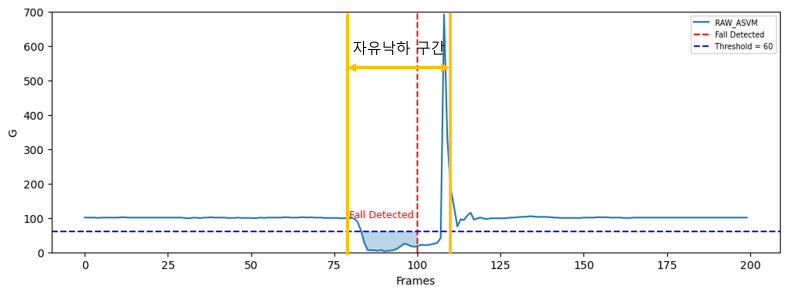 700
600
500
400
300
200
100
0
G
자유낙하 구간
Fall Detected
RAW_ASVM
Fall Detected
Threshold = 60
0 25 50 75 100 125 150 175 200
Frames